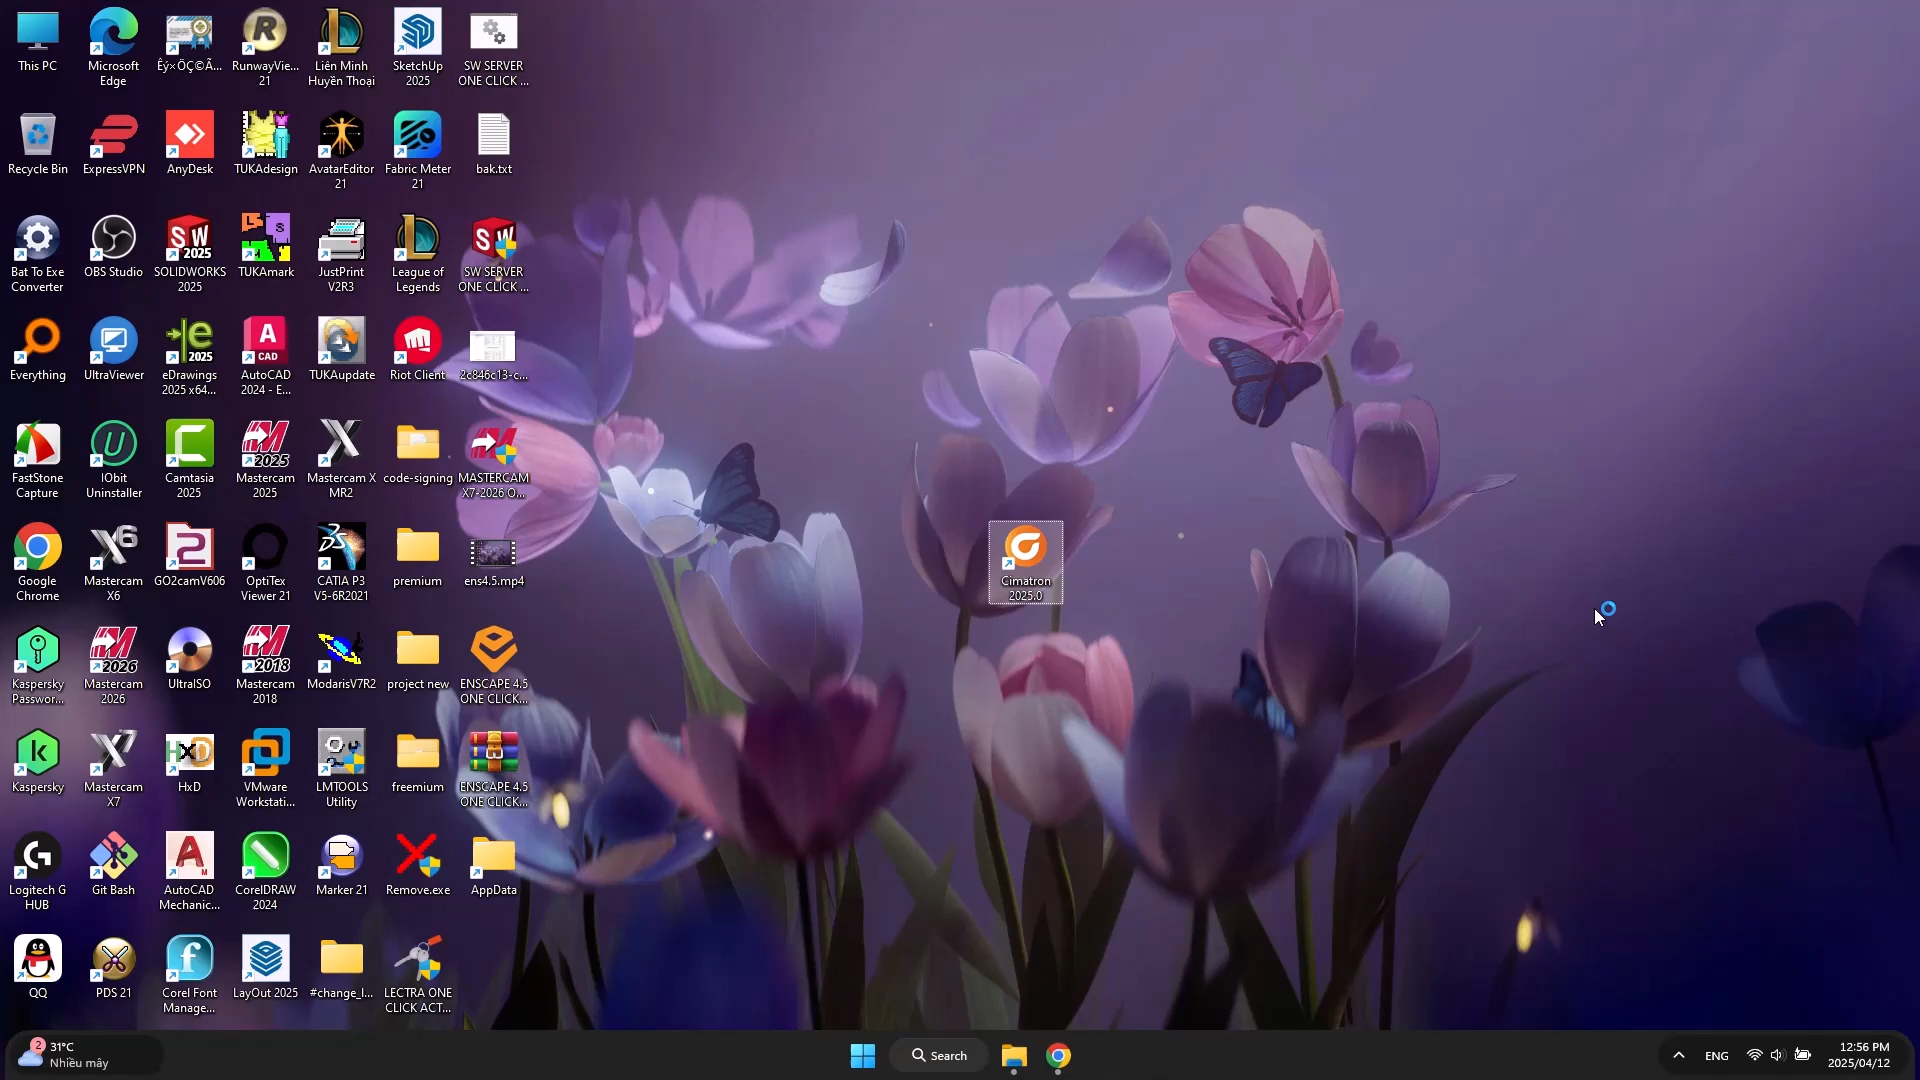 This PC
Microsoft
Edge
Êý×ÖÇ©Ã...
RunwayVie...
21
Liên Minh
Huyền Thoại
SketchUp
2025
SW SERVER
ONE CLICK ...
Recycle Bin
ExpressVPN
AnyDesk
TUKAdesign
AvatarEditor
21
Fabric Meter
21
bak.txt
Bat To Exe
Converter
OBS Studio
SOLIDWORKS
2025
TUKAmark
JustPrint
V2R3
League of
Legends
SW SERVER
ONE CLICK ...
Everything
UltraViewer
eDrawings
2025 x64...
AutoCAD
2024 - E...
TUKAupdate
Riot Client
2c846c13-c...
FastStone
Capture
IObit
Uninstaller
Camtasia
2025
Mastercam
2025
Mastercam X
MR2
code-signing
MASTERCAM
X7-2026 O...
Google
Chrome
Mastercam
X6
GO2camV606
OptiTex
Viewer 21
CATIA P3
V5-6R2021
premium
ens4.5.mp4
Cimatron
2025.0
Kaspersky
Passwor...
Mastercam
2026
UltraISO
Mastercam
2018
ModarisV7R2
project new
ENSCAPE 4.5
ONE CLICK...
Kaspersky
Mastercam
X7
HxD
VMware
Workstati...
LMTOOLS
Utility
freemium
ENSCAPE 4.5
ONE CLICK...
Logitech G
HUB
Git Bash
AutoCAD
Mechanic...
CorelDRAW
2024
Marker 21
Remove.exe
AppData
QQ
PDS 21
Corel Font
Manage...
LayOut 2025
#change_l...
LECTRA ONE
CLICK ACT...
2
31°C
Nhiều mây
Search
ENG
12:56 PM
2025/04/12